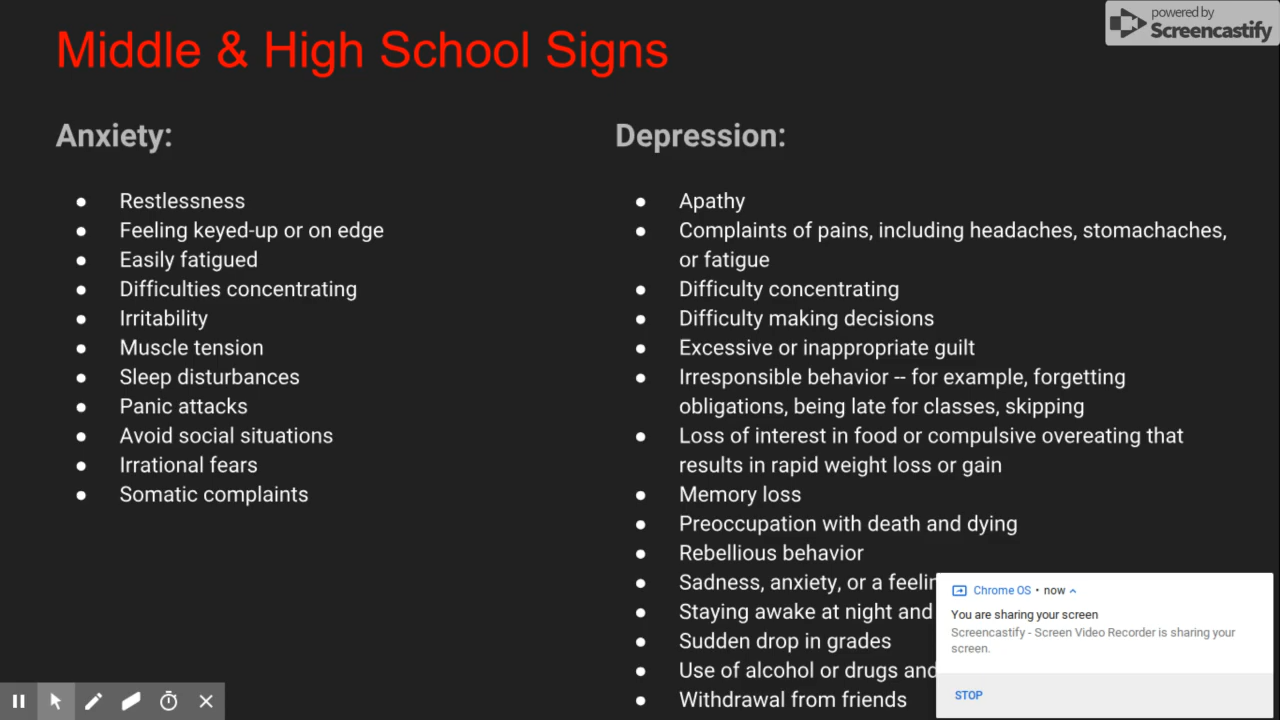 powered by
Screencastify
Middle & High School Signs
Anxiety:
● Restlessness
● Feeling keyed-up or on edge
● Easily fatigued
● Difficulties concentrating
● Irritability
● Muscle tension
● Sleep disturbances
● Panic attacks
● Avoid social situations
● Irrational fears
● Somatic complaints
Depression:
● Apathy
● Complaints of pains, including headaches, stomachaches,
or fatigue
● Difficulty concentrating
● Difficulty making decisions
● Excessive or inappropriate guilt
● Irresponsible behavior -- for example, forgetting
obligations, being late for classes, skipping
● Loss of interest in food or compulsive overeating that
results in rapid weight loss or gain
● Memory loss
● Preoccupation with death and dying
● Rebellious behavior
● Sadness, anxiety, or a
● Staying awake at night and
● Sudden drop in grades
● Use of alcohol or drugs and
● Withdrawal from friends
Chrome OS • now
You are sharing your screen
Screencastify - Screen Video Recorder is sharing your
screen.
STOP